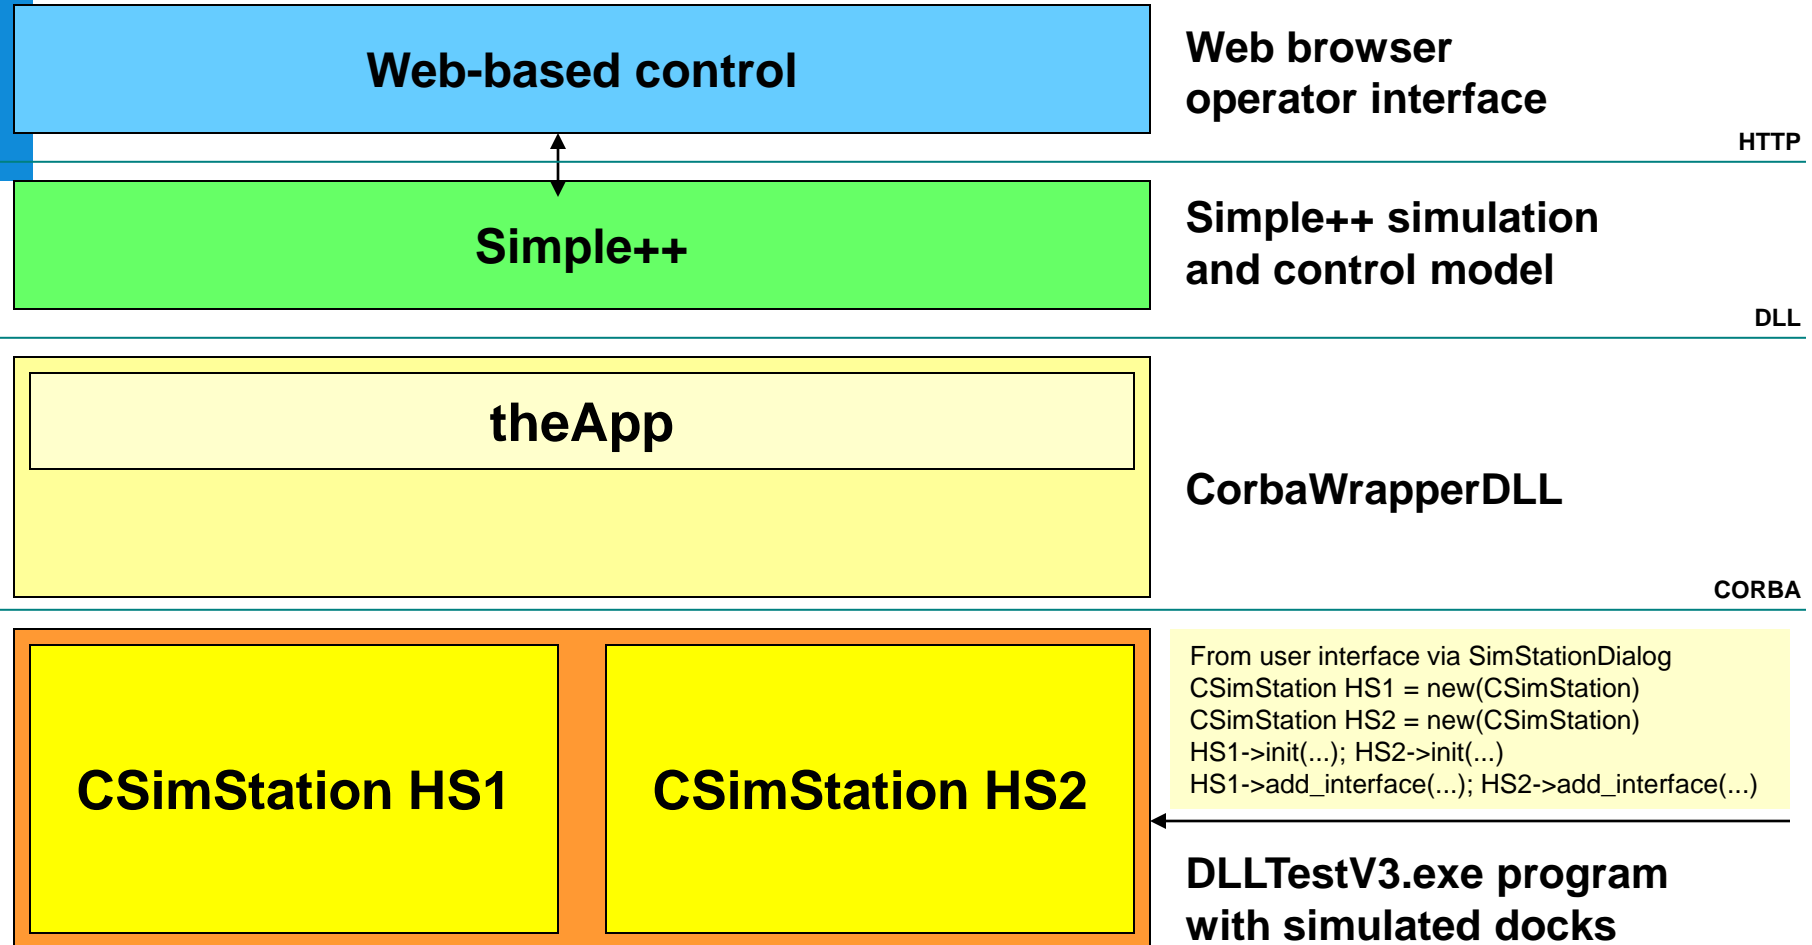 Web-based control
Web browser
operator interface
HTTP
Simple++
Simple++ simulation
and control model
DLL
theApp
CorbaWrapperDLL
CORBA
CSimStation HS1
CSimStation HS2
From user interface via SimStationDialog
CSimStation HS1 = new(CSimStation)
CSimStation HS2 = new(CSimStation)
HS1->init(...); HS2->init(...)
HS1->add_interface(...); HS2->add_interface(...)
DLLTestV3.exe program
with simulated docks